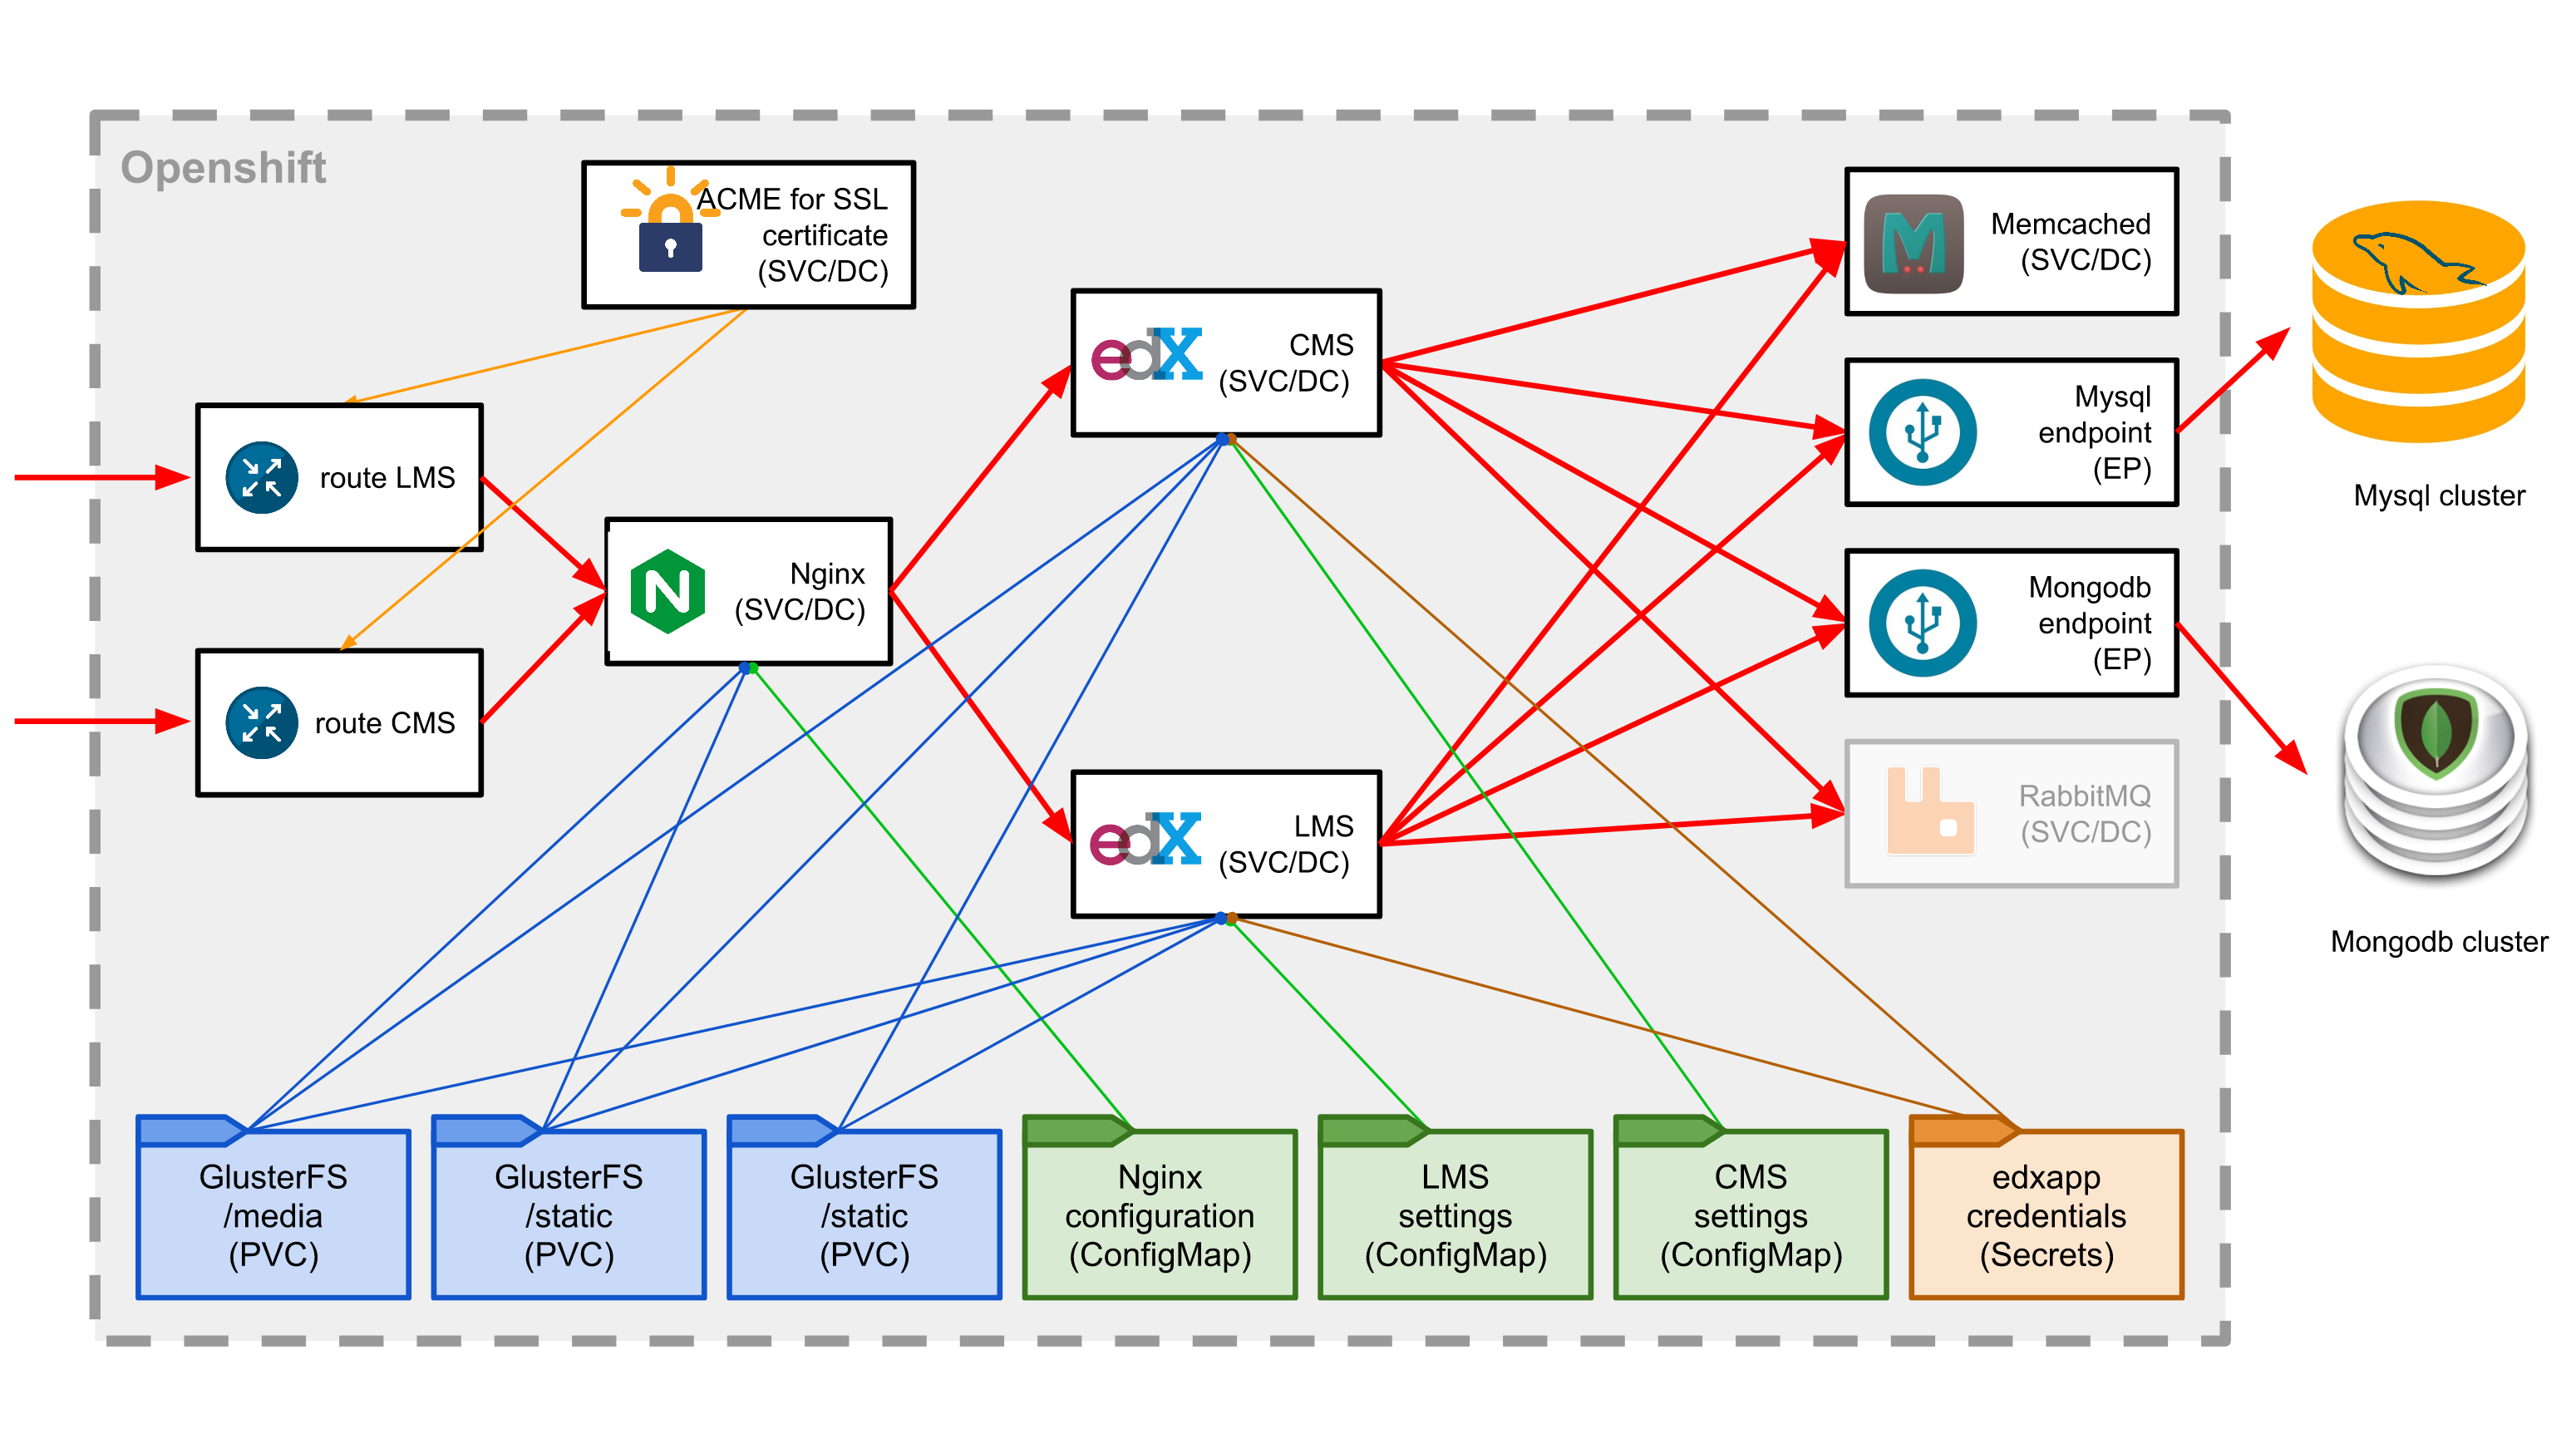 Openshift
ACME for SSL
certificate
(SVC/DC)
route LMS
route CMS
Nginx
(SVC/DC)
edX
CMS
(SVC/DC)
edX
LMS
(SVC/DC)
Memcached
(SVC/DC)
Mysql
endpoint
(EP)
Mongodb
endpoint
(EP)
RabbitMQ
(SVC/DC)
Mysql cluster
Mongodb cluster
GlusterFS
/media
(PVC)
GlusterFS
/static
(PVC)
GlusterFS
/static
(PVC)
Nginx
configuration
(ConfigMap)
LMS
settings
(ConfigMap)
CMS
settings
(ConfigMap)
edxapp
credentials
(Secrets)